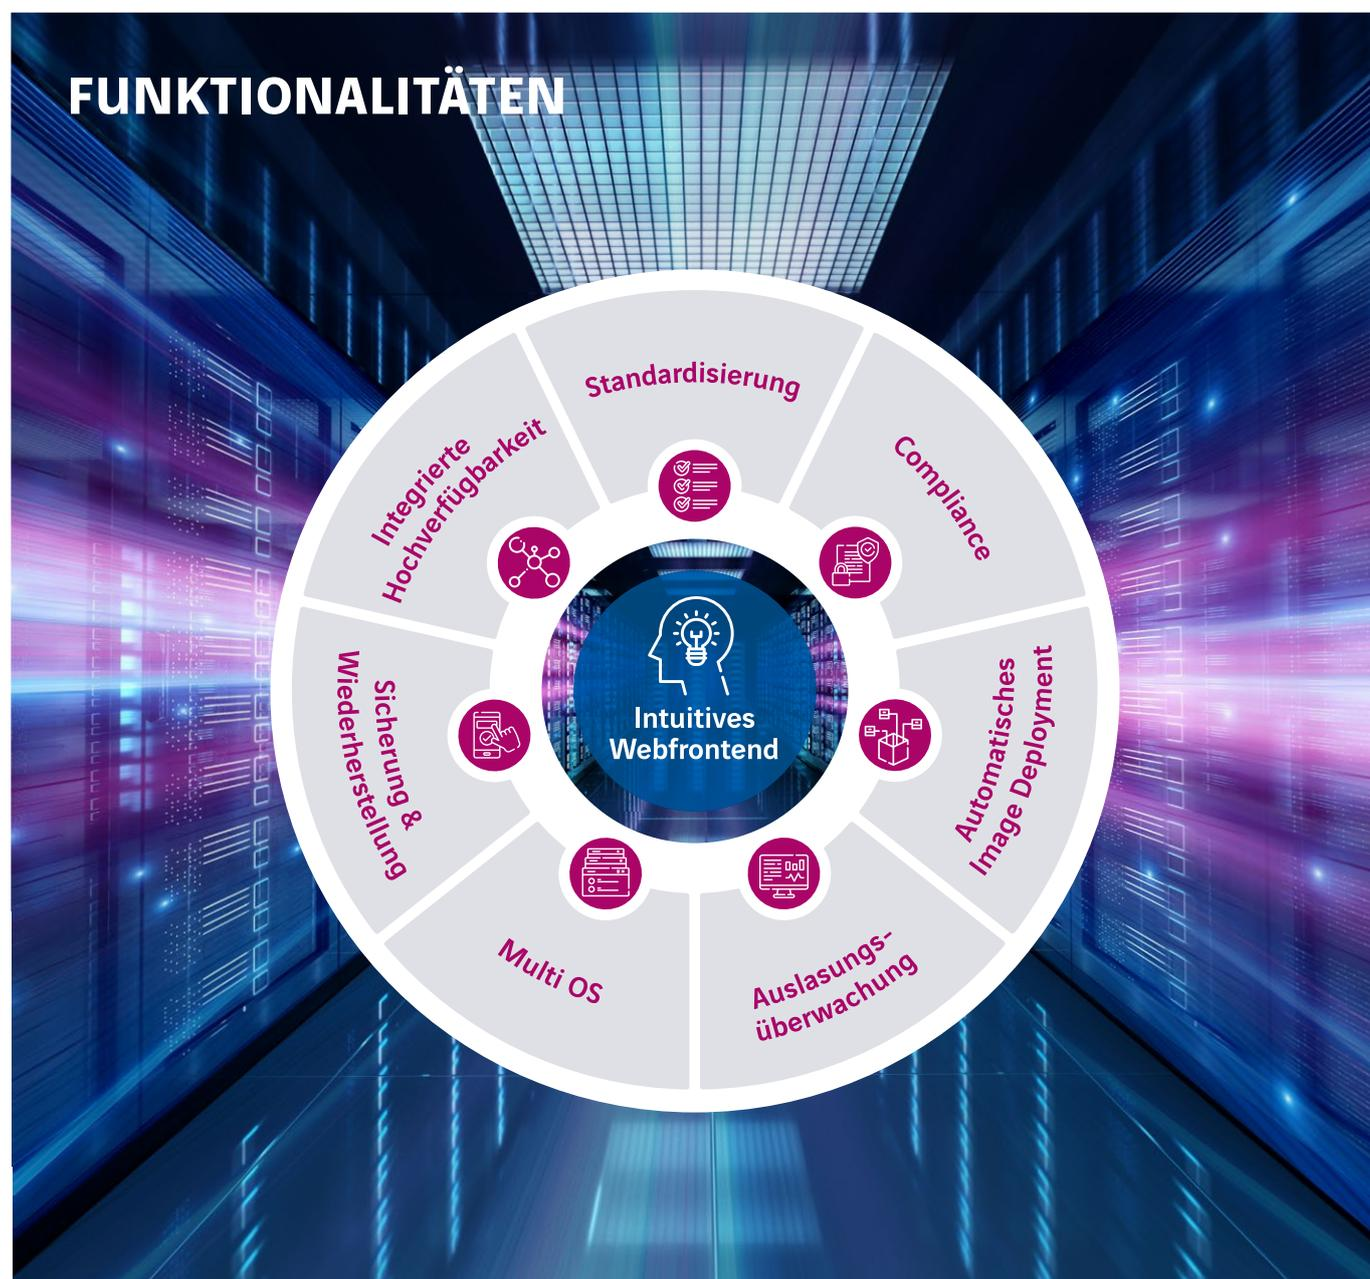 FUNKTIONALITÄTEN
Standardisierung
Compliance
Automatisches
Image Deployment
Auslasungs-
überwachung
Multi OS
Sicherung &
Wiederherstellung
Integrierte
Hochverfügbarkeit
Intuitives
Webfrontend